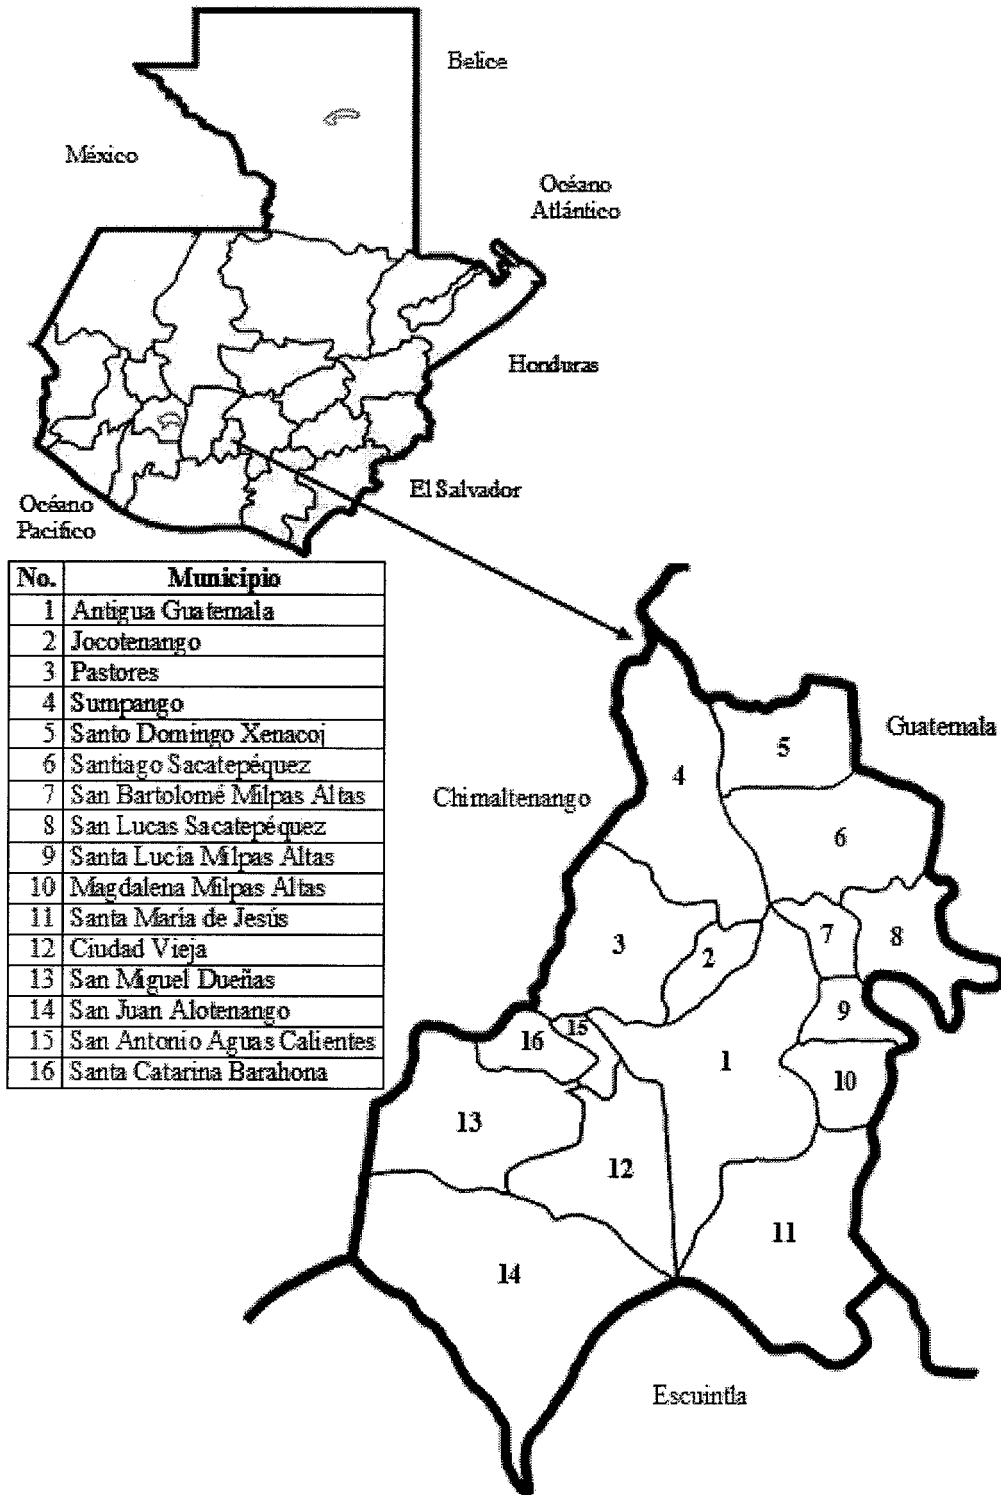 Belice
México
Océano
Atlántico
Honduras
El Salvador
Océano
Pacifico
No. Municipio
1 Antigua Guatemala
2 Jocotenango
3 Pastores
4 Sumpango
5 Santo Domingo Xenacoj
6 Santiago Sacatepéquez
7 San Bartolomé Milpas Altas
8 San Lucas Sacatepéquez
9 Santa Lucía Milpas Altas
10 Magdalena Milpas Altas
11 Santa María de Jesús
12 Ciudad Vieja
13 San Miguel Dueñas
14 San Juan Alotenango
15 San Antonio Aguas Calientes
16 Santa Catarina Barahona
Guatemala
5
4
Chimaltenango
6
7
8
3
2
9
15
16
1
10
13
12
11
14
Escuintla